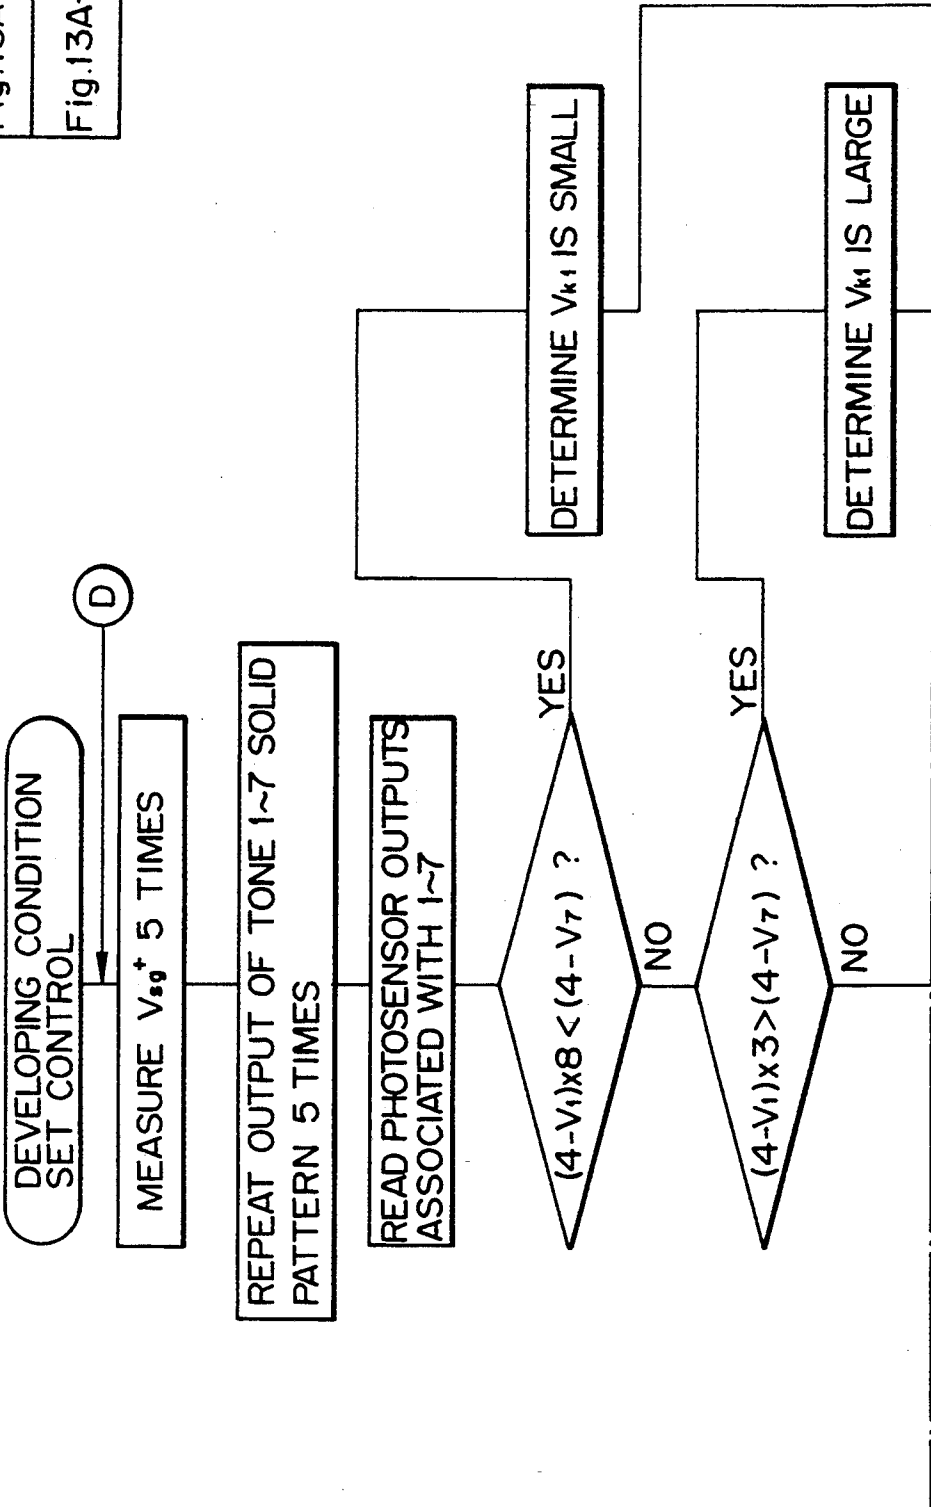 Fig.13A-
DEVELOPING CONDITION
SET CONTROL
D
MEASURE Vsg+ 5 TIMES
REPEAT OUTPUT OF TONE 1~7 SOLID
PATTERN 5 TIMES
READ PHOTOSENSOR OUTPUTS
ASSOCIATED WITH 1~7
(4-V1)x8<(4-V7) ?
YES
NO
DETERMINE Vk1 IS SMALL
(4-V1)x3>(4-V7) ?
YES
NO
DETERMINE Vk1 IS LARGE